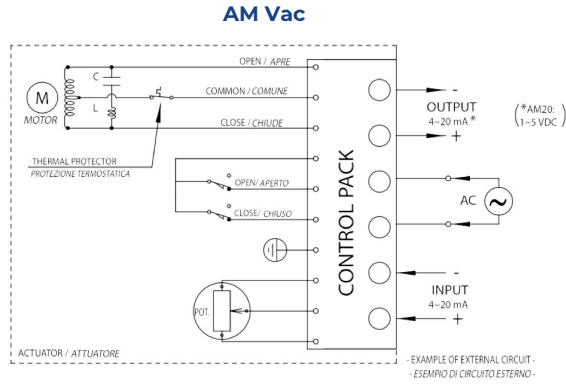 AM Vac
OPEN / APRE
C
COMMON / COMUNE
M
MOTOR
L
CLOSE / CHIUDE
THERMAL PROTECTOR
PROTEZIONE TERMOSTATICA
OPEN/ APERTO
CLOSE/ CHIUSO
POT.
CONTROL PACK
-
OUTPUT
4~20 mA *
+
(*AM20:
1~5 VDC)
AC
~
-
INPUT
4~20 mA
+
ACTUATOR / ATTUATORE
- EXAMPLE OF EXTERNAL CIRCUIT -
- ESEMPIO DI CIRCUITO ESTERNO -